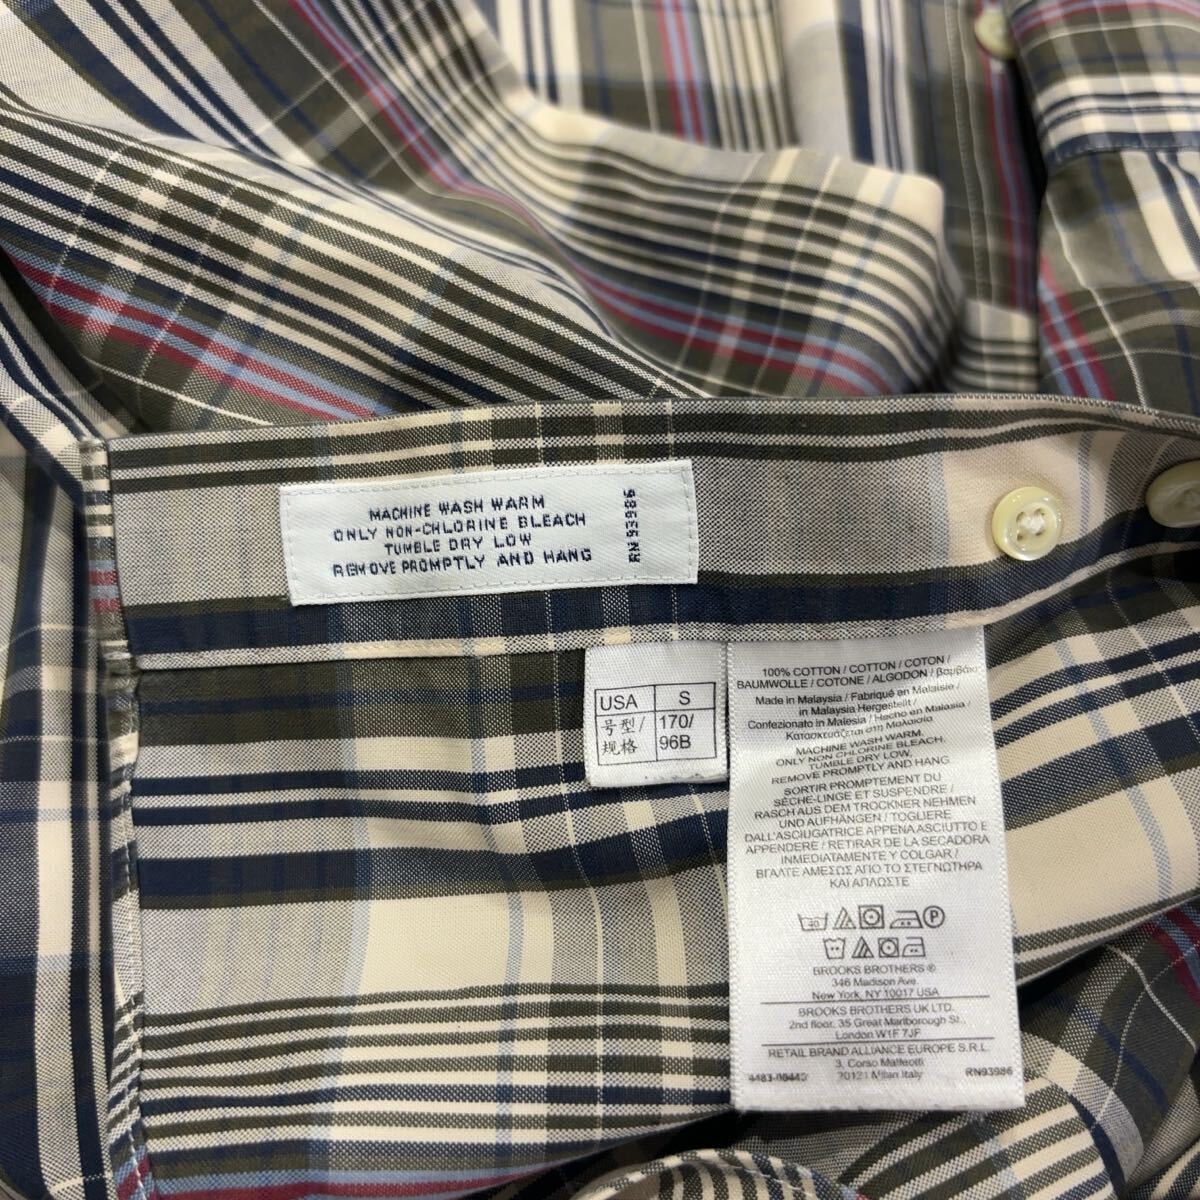 MACHINE WASH WARM
ONLY NON-CHLORINE BLEACH
TUMBLE DRY LOW
REMOVE PROMPTLY AND HANG
RN 93986
USA S
号型/ 170/
规格 96B
100% COTTON / COTTON / COTON /
BAUMWOLLE / COTONE / ALGODON / βαμβάκι
Made in Malaysia / Fabriqué en Malaisie /
in Malaysia Hergestellt /
Confezionato in Malesia / Hecho en Malasia /
Κατασκευάζεται στη Μαλαισία
MACHINE WASH WARM.
ONLY NON CHLORINE BLEACH.
TUMBLE DRY LOW.
REMOVE PROMPTLY AND HANG
SORTIR PROMPTEMENT DU
SÈCHE-LINGE ET SUSPENDRE /
RASCH AUS DEM TROCKNER NEHMEN
UND AUFHÄNGEN / TOGLIERE
DALL'ASCIUGATRICE APPENA ASCIUTTO E
APPENDERE / RETIRAR DE LA SECADORA
INMEDIATAMENTE Y COLGAR /
ΒΓΑΛΤΕ ΑΜΕΣΩΣ ΑΠΟ ΤΟ ΣΤΕΓΝΩΤΗΡΑ
ΚΑΙ ΑΠΛΩΣΤΕ
40 P
BROOKS BROTHERS ®
346 Madison Ave.
New York, NY 10017 USA
BROOKS BROTHERS UK LTD.
2nd floor, 35 Great Marlborough St.,
London W1F 7JF
RETAIL BRAND ALLIANCE EUROPE S.R.L.
3, Corso Matteotti
20121 Milan Italy RN93986